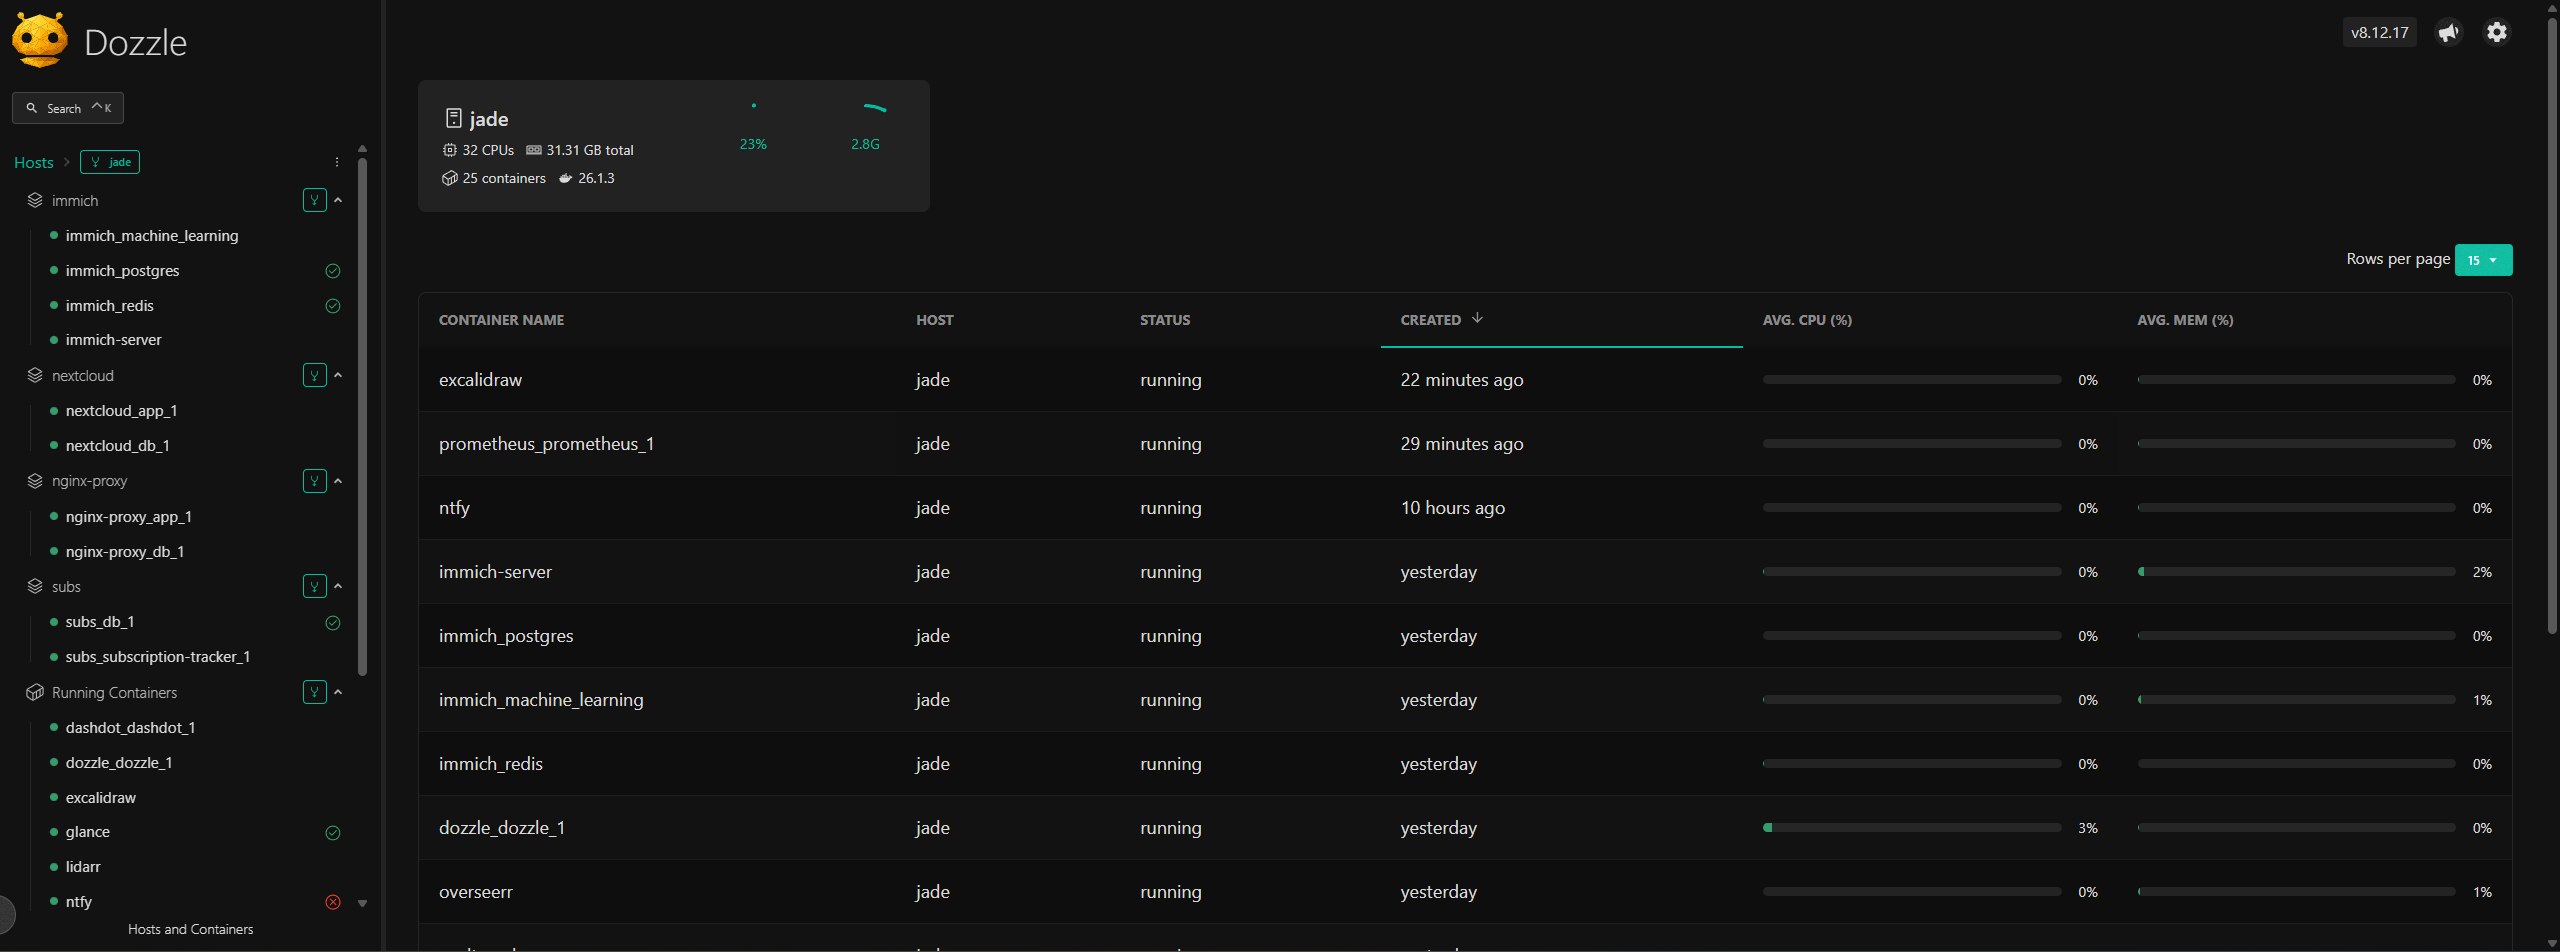 Dozzle
Search ^K
Hosts > jade
immich
immich_machine_learning
immich_postgres
immich_redis
immich-server
nextcloud
nextcloud_app_1
nextcloud_db_1
nginx-proxy
nginx-proxy_app_1
nginx-proxy_db_1
subs
subs_db_1
subs_subscription-tracker_1
Running Containers
dashdot_dashdot_1
dozzle_dozzle_1
excalidraw
glance
lidarr
ntfy
Hosts and Containers
v8.12.17
jade
32 CPUs 31.31 GB total
25 containers 26.1.3
23% 2.8G
Rows per page 15
CONTAINER NAME HOST STATUS CREATED AVG. CPU (%) AVG. MEM (%)
excalidraw jade running 22 minutes ago 0% 0%
prometheus_prometheus_1 jade running 29 minutes ago 0% 0%
ntfy jade running 10 hours ago 0% 0%
immich-server jade running yesterday 0% 2%
immich_postgres jade running yesterday 0% 0%
immich_machine_learning jade running yesterday 0% 1%
immich_redis jade running yesterday 0% 0%
dozzle_dozzle_1 jade running yesterday 3% 0%
overseerr jade running yesterday 0% 1%